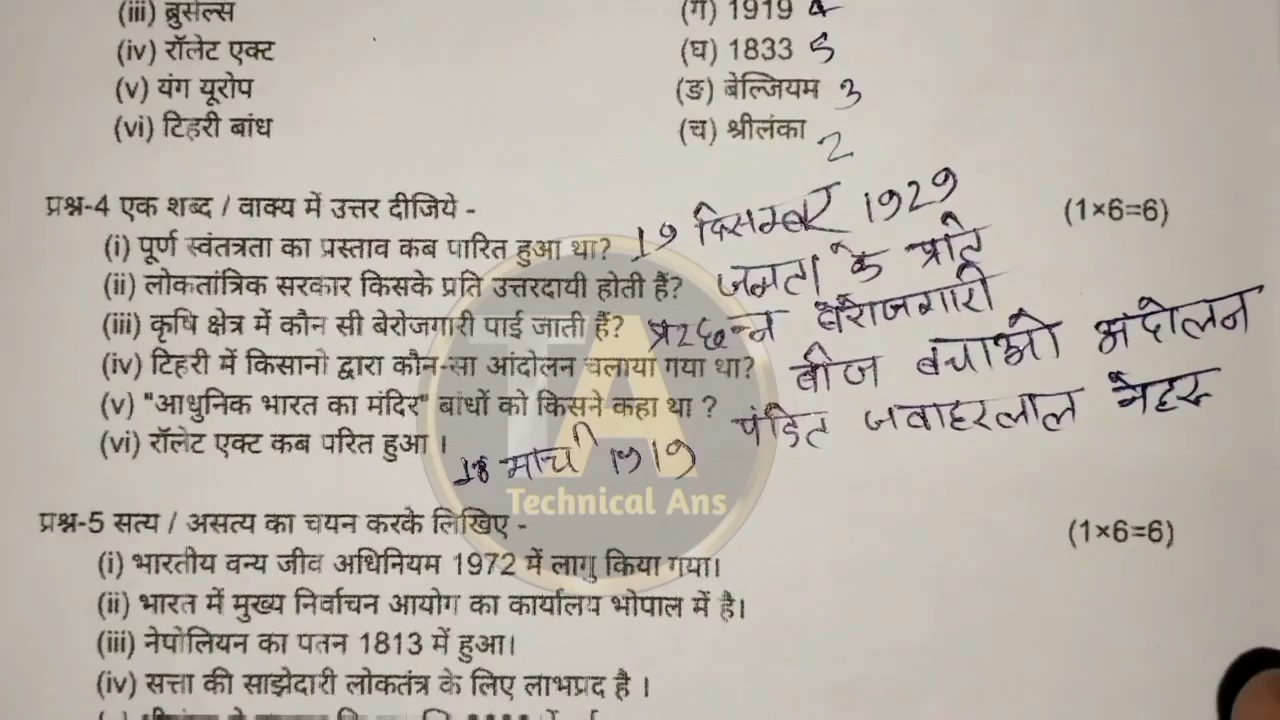 (iii) ब्रुसेल्स (ग) 1919 4
(iv) रॉलेट एक्ट (घ) 1833 5
(v) यंग यूरोप (ङ) बेल्जियम 3
(vi) टिहरी बांध (च) श्रीलंका 2
प्रश्न-4 एक शब्द / वाक्य में उत्तर दीजिये - (1×6=6)
(i) पूर्ण स्वंतत्रता का प्रस्ताव कब पारित हुआ था? 19 दिसम्बर 1929
(ii) लोकतांत्रिक सरकार किसके प्रति उत्तरदायी होती हैं? जनता के प्रति
(iii) कृषि क्षेत्र में कौन सी बेरोजगारी पाई जाती हैं? बेरोजगारी
(iv) टिहरी में किसानो द्वारा कौन-सा आंदोलन चलाया गया था? बीज बचाओ अंदोलन
(v) "आधुनिक भारत का मंदिर" बांधों को किसने कहा था ? पंडित जवाहरलाल नेहरू
(vi) रॉलेट एक्ट कब परित हुआ । 18 मार्च 1919
TA
Technical Ans
प्रश्न-5 सत्य / असत्य का चयन करके लिखिए - (1×6=6)
(i) भारतीय वन्य जीव अधिनियम 1972 में लागु किया गया।
(ii) भारत में मुख्य निर्वाचन आयोग का कार्यालय भोपाल में है।
(iii) नेपोलियन का पतन 1813 में हुआ।
(iv) सत्ता की साझेदारी लोकतंत्र के लिए लाभप्रद है ।